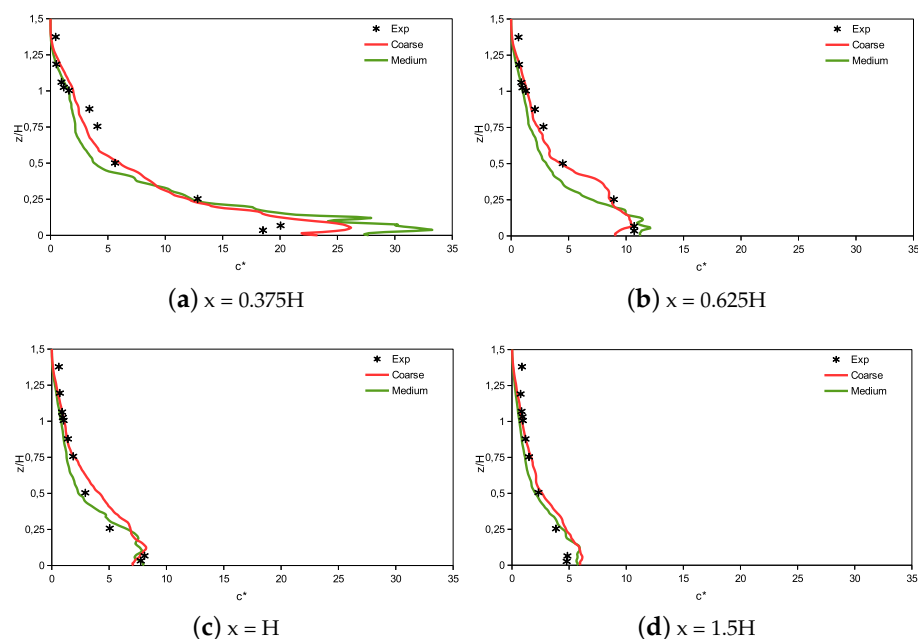 1,5
1,25
1
0,75
0,5
0,25
0
z/H
0 5 10 15 20 25 30 35
c*
Exp
Coarse
Medium
(a) x = 0.375H
1,5
1,25
1
0,75
0,5
0,25
0
z/H
0 5 10 15 20 25 30 35
c*
Exp
Coarse
Medium
(b) x = 0.625H
1,5
1,25
1
0,75
0,5
0,25
0
z/H
0 5 10 15 20 25 30 35
c*
Exp
Coarse
Medium
(c) x = H
1,5
1,25
1
0,75
0,5
0,25
0
z/H
0 5 10 15 20 25 30 35
c*
Exp
Coarse
Medium
(d) x = 1.5H